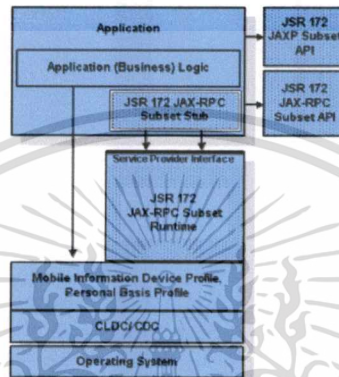 Application
Application (Business) Logic
JSR 172 JAX-RPC
Subset Stub
JSR 172
JAXP Subset
API
JSR 172
JAX-RPC
Subset API
Service Provider Interface
JSR 172
JAX-RPC Subset
Runtime
Mobile Information Device Profile,
Personal Basis Profile
CLDC/CDC
Operating System